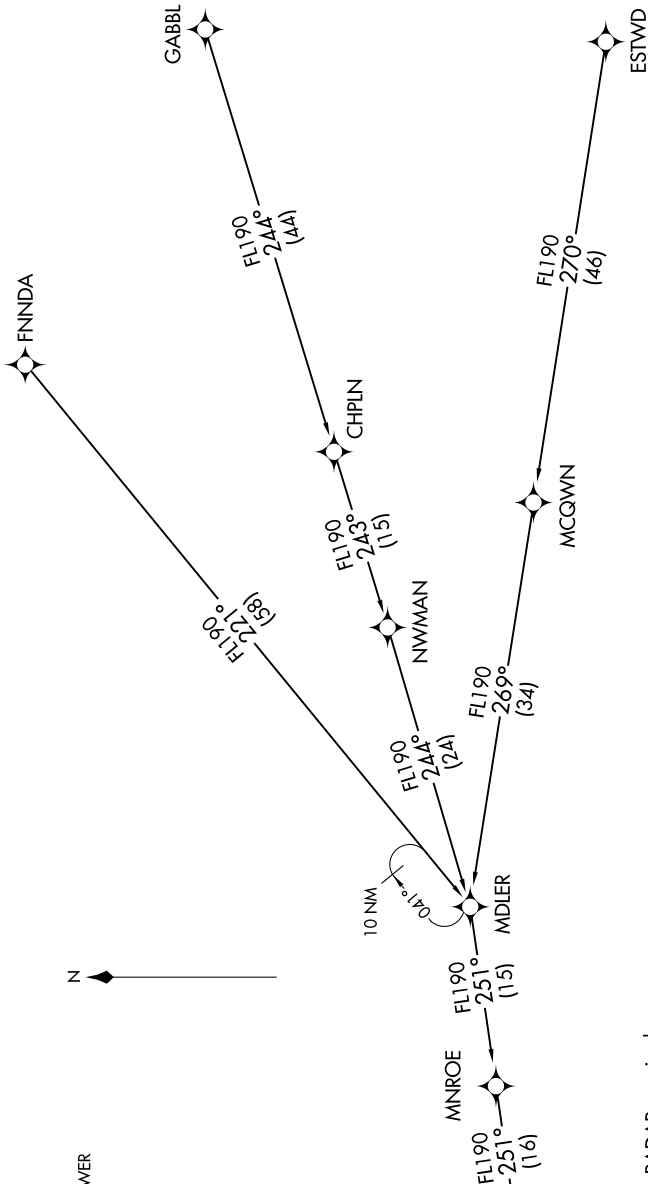 GABBL
ESTWD
FNNDA
FL190
244°
(44)
FL190
270°
(46)
CHPLN
MCQWN
FL190
243°
(15)
NWMAN
FL190
221°
(58)
FL190
269°
(34)
FL190
244°
(24)
10 NM
041°
MDLER
N
FL190
251°
(15)
MNROE
FL190
251°
(16)
WER